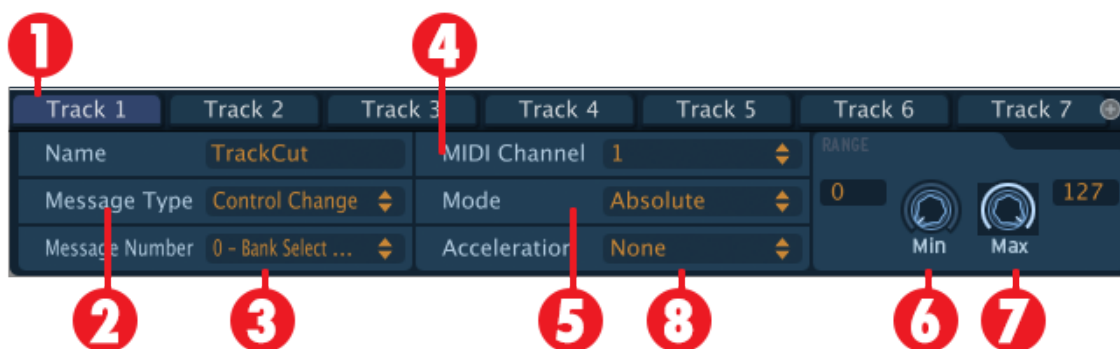 1 4
Track 1 Track 2 Track 3 Track 4 Track 5 Track 6 Track 7
Name TrackCut MIDI Channel 1 RANGE
Message Type Control Change Mode Absolute 0 127
Message Number 0 – Bank Select ... Acceleration None Min Max
2 3 5 8 6 7